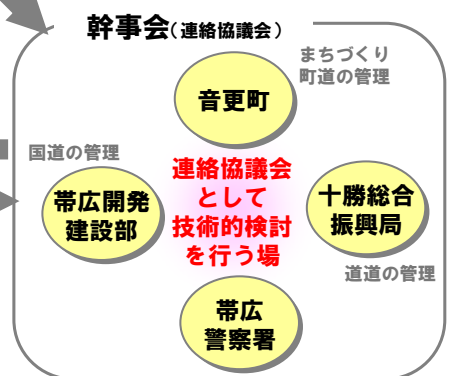 幹事会(連絡協議会)
まちづくり
町道の管理
音更町
国道の管理
連絡協議会
として
技術的検討
を行う場
帯広開発
建設部
十勝総合
振興局
道道の管理
帯広
警察署